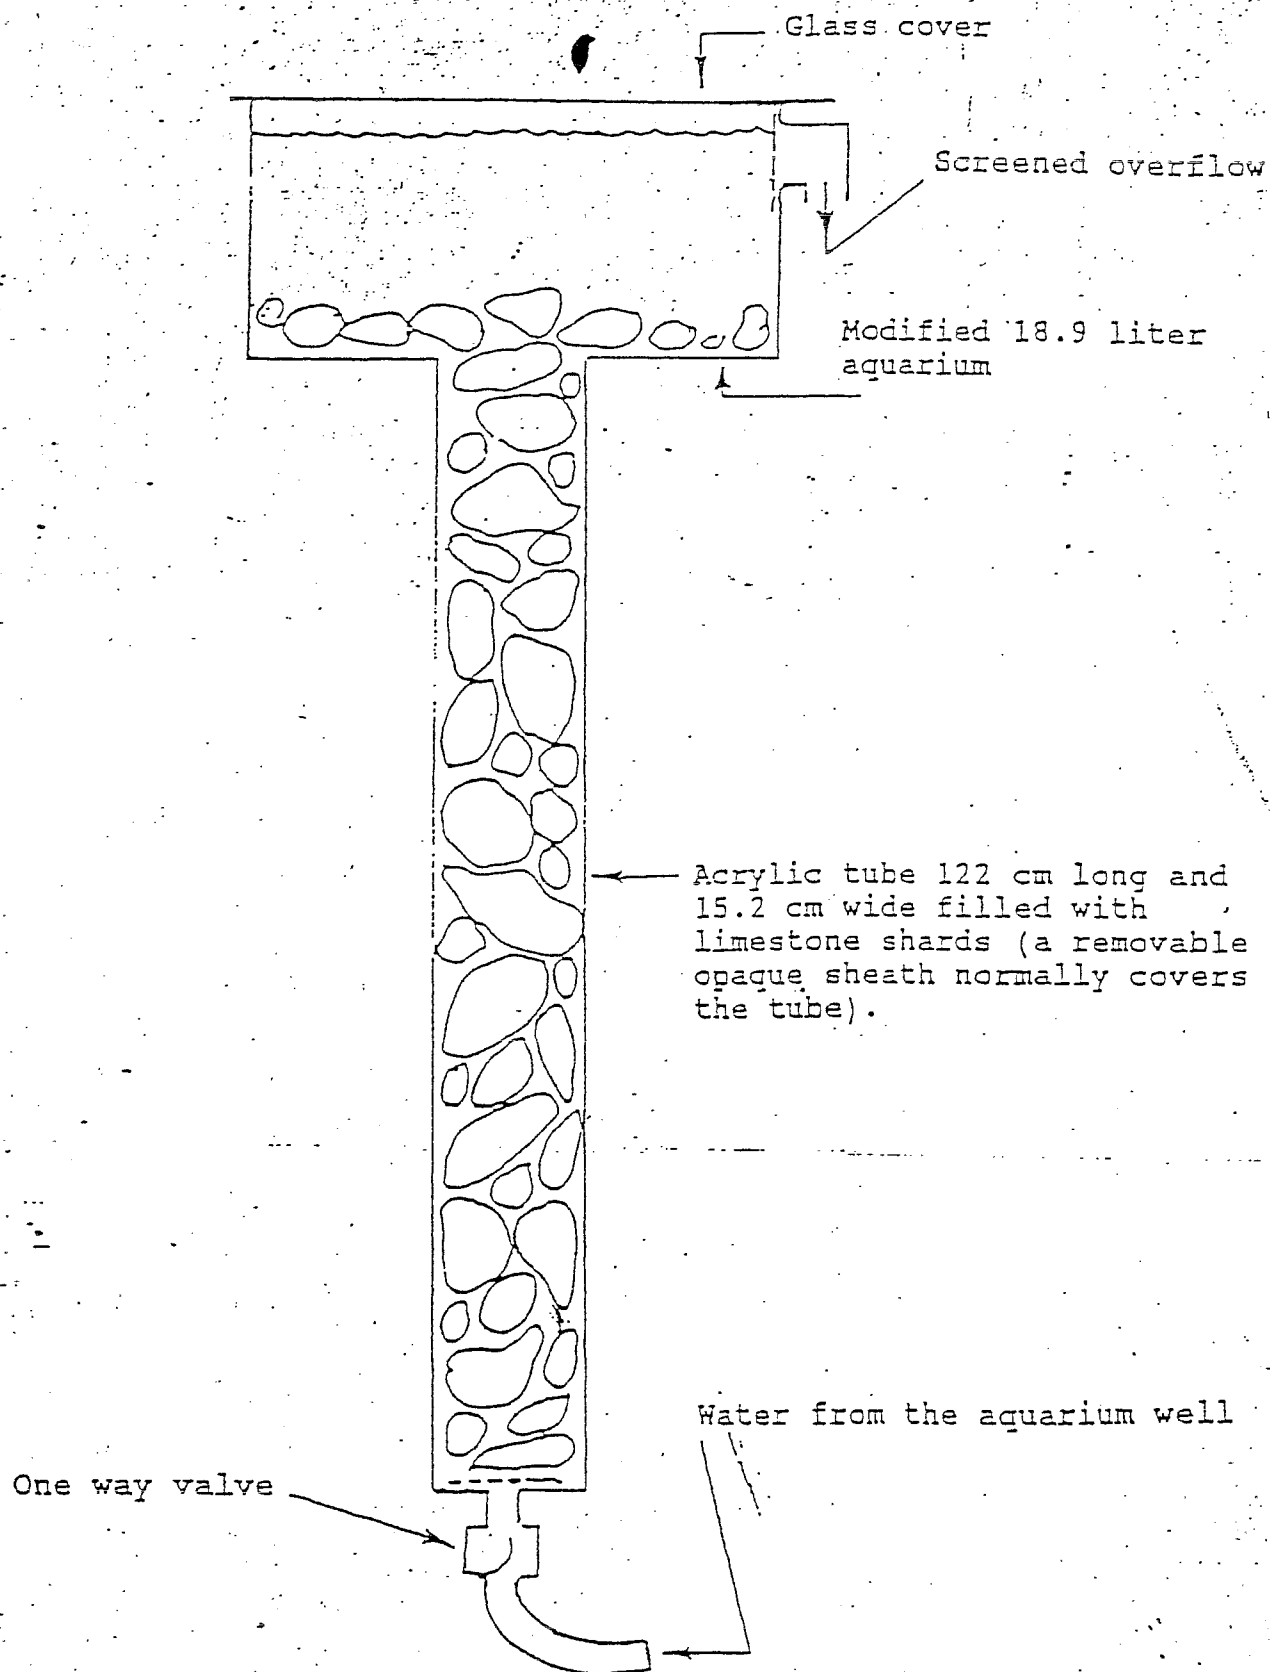 Glass cover
Screened overflow
Modified 18.9 liter
aquarium
Acrylic tube 122 cm long and
15.2 cm wide filled with
limestone shards (a removable
opaque sheath normally covers
the tube).
Water from the aquarium well
One way valve